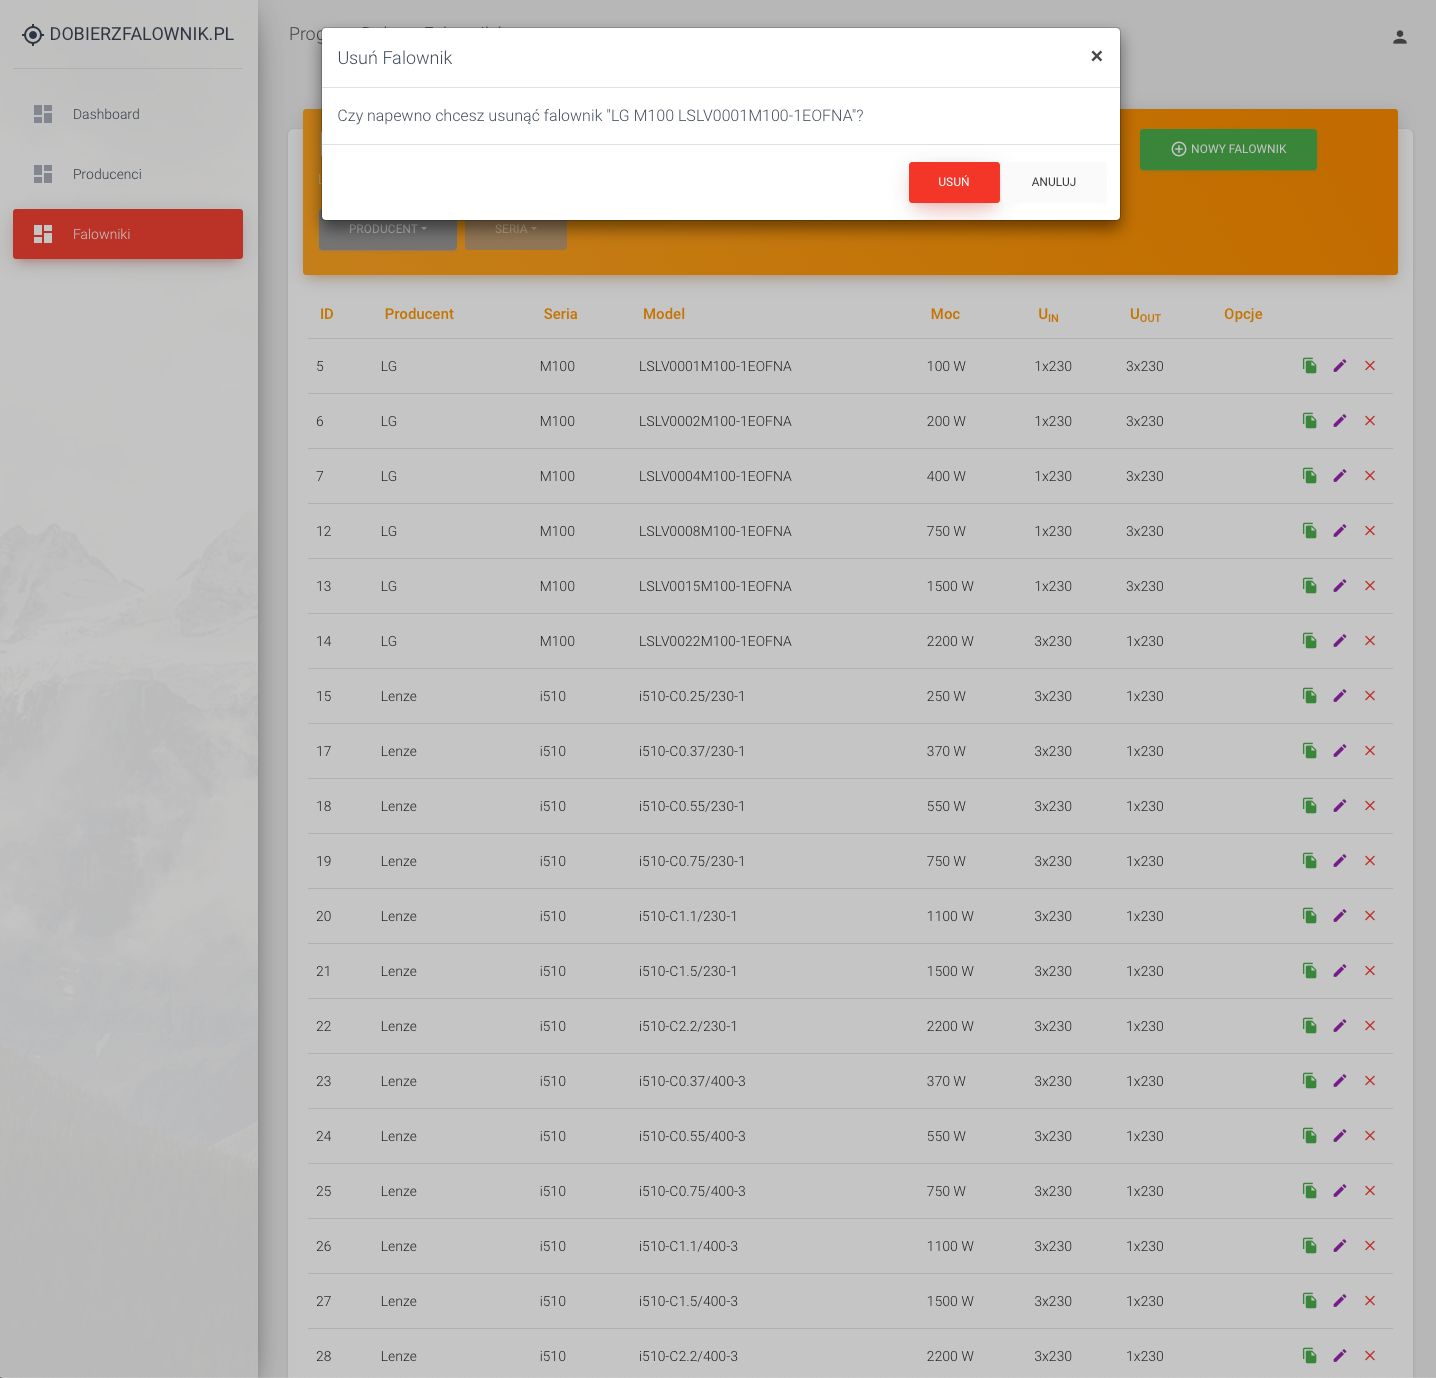 DOBIERZFALOWNIK.PL
Usuń Falownik
×
Czy napewno chcesz usunąć falownik "LG M100 LSLV0001M100-1EOFNA"?
USUŃ ANULUJ
Dashboard
Producenci
Falowniki
NOWY FALOWNIK
PRODUCENT SERIA
ID Producent Seria Model Moc UIN UOUT Opcje
5 LG M100 LSLV0001M100-1EOFNA 100 W 1x230 3x230
6 LG M100 LSLV0002M100-1EOFNA 200 W 1x230 3x230
7 LG M100 LSLV0004M100-1EOFNA 400 W 1x230 3x230
12 LG M100 LSLV0008M100-1EOFNA 750 W 1x230 3x230
13 LG M100 LSLV0015M100-1EOFNA 1500 W 1x230 3x230
14 LG M100 LSLV0022M100-1EOFNA 2200 W 3x230 1x230
15 Lenze i510 i510-C0.25/230-1 250 W 3x230 1x230
17 Lenze i510 i510-C0.37/230-1 370 W 3x230 1x230
18 Lenze i510 i510-C0.55/230-1 550 W 3x230 1x230
19 Lenze i510 i510-C0.75/230-1 750 W 3x230 1x230
20 Lenze i510 i510-C1.1/230-1 1100 W 3x230 1x230
21 Lenze i510 i510-C1.5/230-1 1500 W 3x230 1x230
22 Lenze i510 i510-C2.2/230-1 2200 W 3x230 1x230
23 Lenze i510 i510-C0.37/400-3 370 W 3x230 1x230
24 Lenze i510 i510-C0.55/400-3 550 W 3x230 1x230
25 Lenze i510 i510-C0.75/400-3 750 W 3x230 1x230
26 Lenze i510 i510-C1.1/400-3 1100 W 3x230 1x230
27 Lenze i510 i510-C1.5/400-3 1500 W 3x230 1x230
28 Lenze i510 i510-C2.2/400-3 2200 W 3x230 1x230